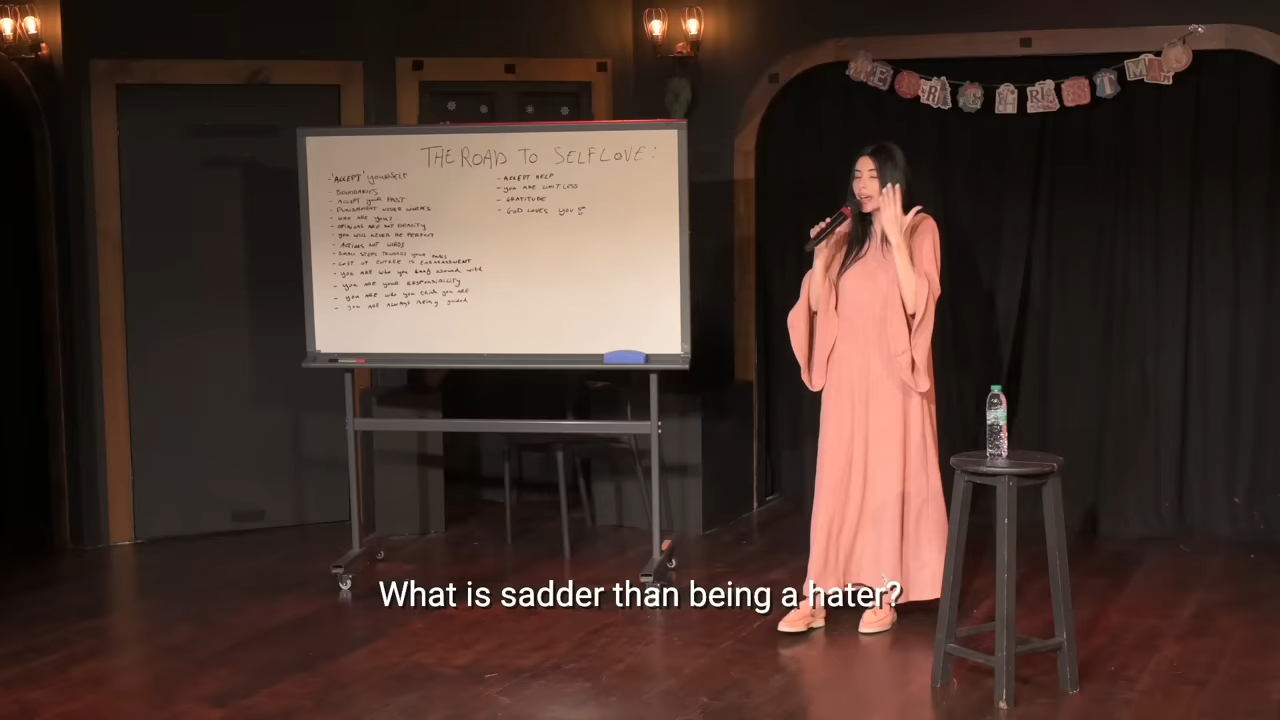 MERRY CHRISTMAS
THE ROAD TO SELFLOVE:
- 'ACCEPT' yourself
- BOUNDARIES
- ACCEPT your PAST
- PUNISHMENT NEVER WORKS
- WHO ARE you?
- OPINIONS ARE NOT REALITY
- you WILL NEVER BE PERFECT
- ACTIONS NOT WORDS
- SMALL STEPS TOWARDS your
- COST OF ENTREE IS EMBARRASSMENT
- you ARE who you hang around with
- you ARE your RESPONSIBILITY
- you ARE who you think you ARE
- you ARE ALWAYS BEING guided
- ACCEPT HELP
- you ARE LIMITLESS
- GRATITUDE
- GOD LOVES you
What is sadder than being a hater?